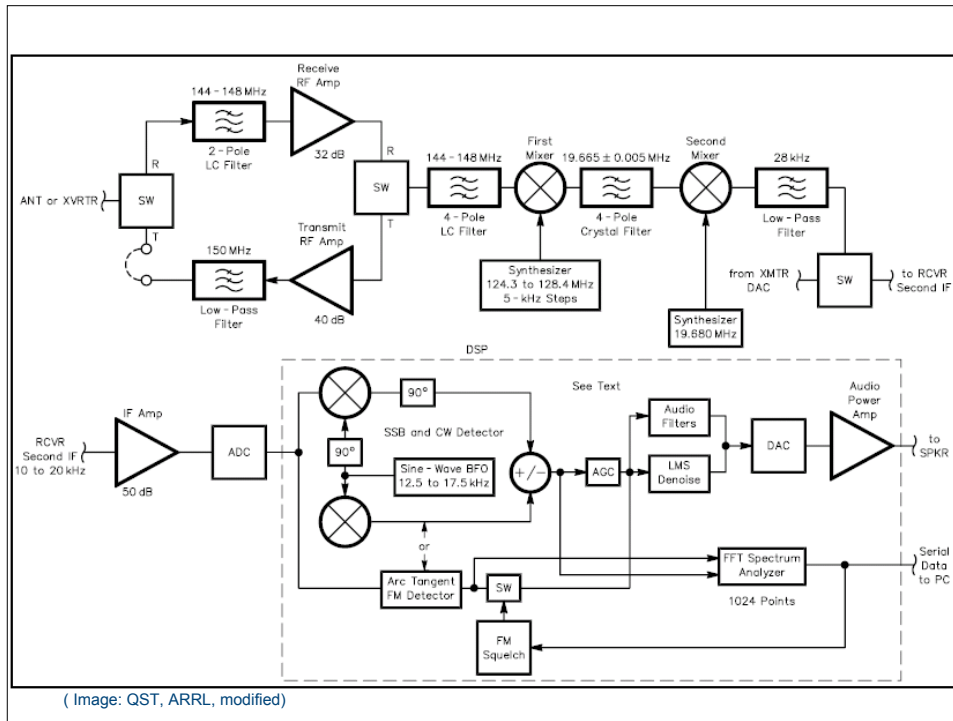 Receive
RF Amp
144 - 148 MHz
2 - Pole
LC Filter
32 dB
R
R
ANT or XVRTR
SW
SW
T
T
144 - 148 MHz
4 - Pole
LC Filter
First
Mixer
19.665 ± 0.005 MHz
4 - Pole
Crystal Filter
Second
Mixer
28 kHz
Low - Pass
Filter
Transmit
RF Amp
150 MHz
Low - Pass
Filter
40 dB
Synthesizer
124.3 to 128.4 MHz
5 - kHz Steps
Synthesizer
19.680 MHz
from XMTR
DAC
SW
to RCVR
Second IF
DSP
IF Amp
RCVR
Second IF
10 to 20 kHz
50 dB
ADC
90°
90°
SSB and CW Detector
Sine - Wave BFO
12.5 to 17.5 kHz
+/−
See Text
AGC
Audio
Filters
LMS
Denoise
DAC
Audio
Power
Amp
to
SPKR
or
Arc Tangent
FM Detector
SW
FM
Squelch
FFT Spectrum
Analyzer
1024 Points
Serial
Data
to PC
( Image: QST, ARRL, modified)